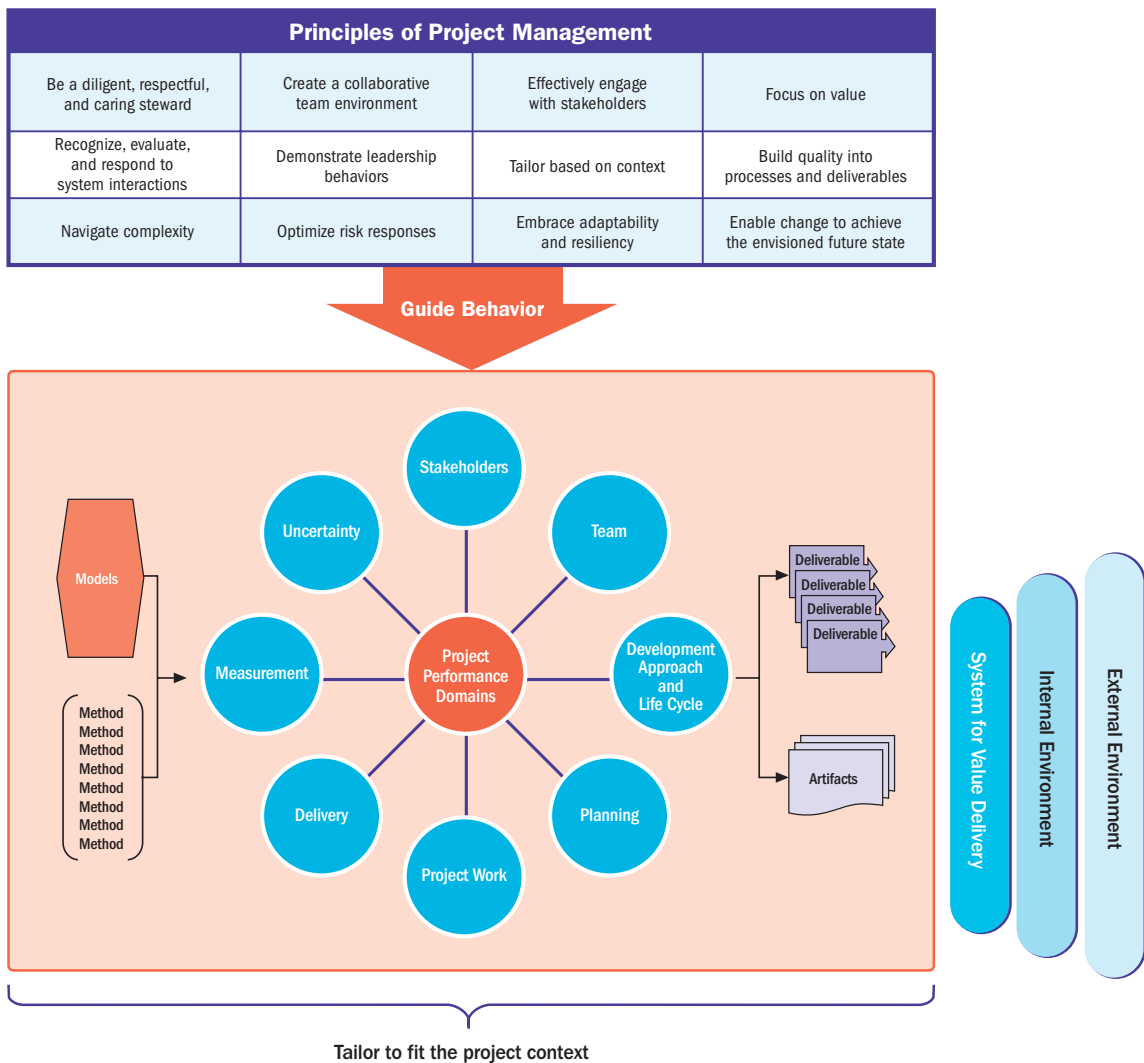 Principles of Project Management
Be a diligent, respectful,
and caring steward
Create a collaborative
team environment
Effectively engage
with stakeholders
Focus on value
Recognize, evaluate,
and respond to
system interactions
Demonstrate leadership
behaviors
Tailor based on context
Build quality into
processes and deliverables
Navigate complexity
Optimize risk responses
Embrace adaptability
and resiliency
Enable change to achieve
the envisioned future state
Guide Behavior
Models
Method
Method
Method
Method
Method
Method
Method
Method
Project
Performance
Domains
Stakeholders
Team
Development
Approach
and
Life Cycle
Planning
Project Work
Delivery
Measurement
Uncertainty
Deliverable
Deliverable
Deliverable
Deliverable
Artifacts
System for Value Delivery
Internal Environment
External Environment
Tailor to fit the project context